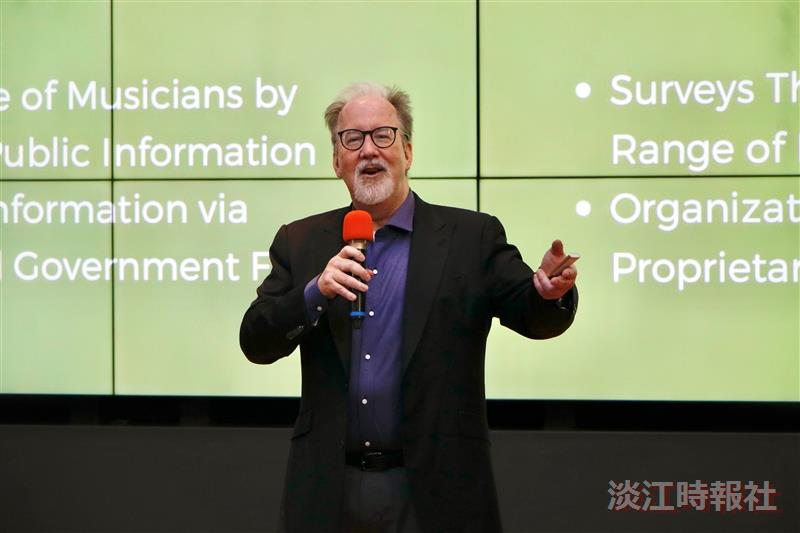 e of Musicians by
Public Information
nformation via
Government F
• Surveys Th
Range of
• Organizat
Proprietar
淡江時報社